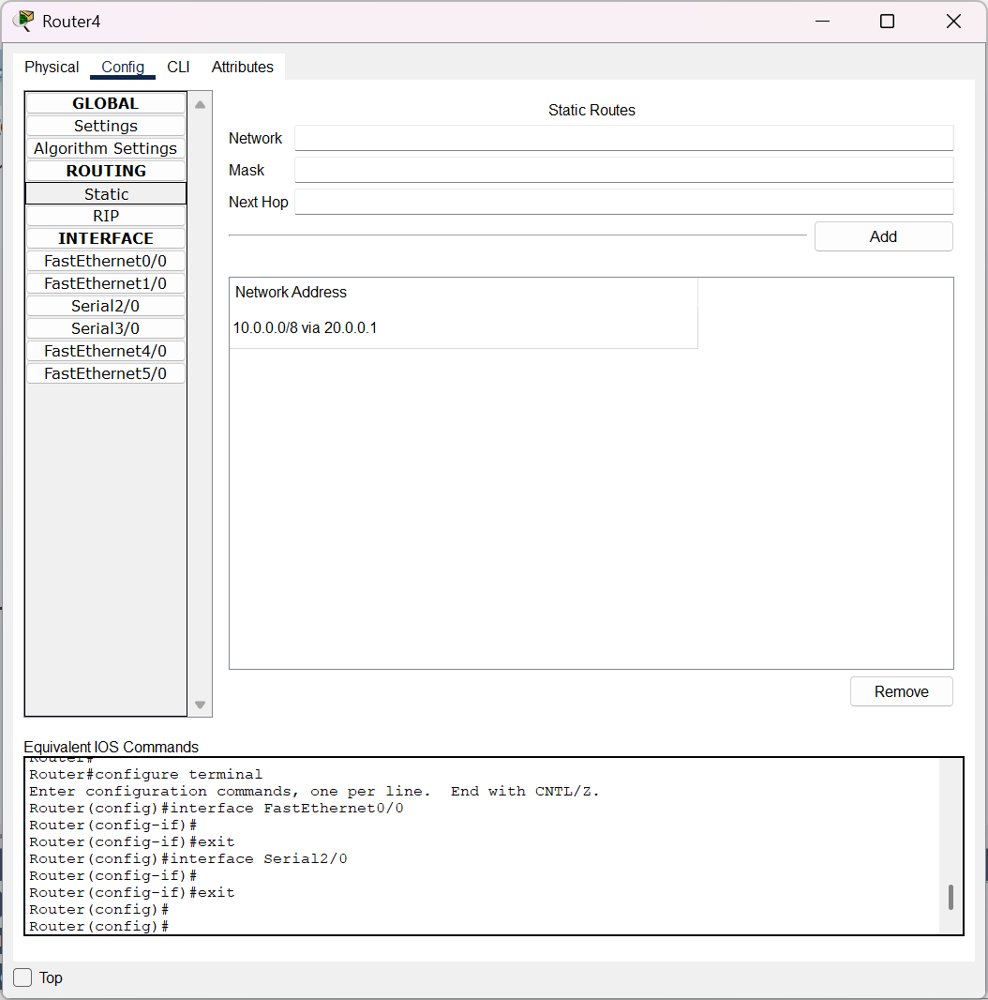 Router4
Physical Config CLI Attributes
GLOBAL
Settings
Algorithm Settings
ROUTING
Static
RIP
INTERFACE
FastEthernet0/0
FastEthernet1/0
Serial2/0
Serial3/0
FastEthernet4/0
FastEthernet5/0
Static Routes
Network
Mask
Next Hop
Add
Network Address
10.0.0.0/8 via 20.0.0.1
Remove
Equivalent IOS Commands
Router#
Router#configure terminal
Enter configuration commands, one per line.  End with CNTL/Z.
Router(config)#interface FastEthernet0/0
Router(config-if)#
Router(config-if)#exit
Router(config)#interface Serial2/0
Router(config-if)#
Router(config-if)#exit
Router(config)#
Router(config)#
Top